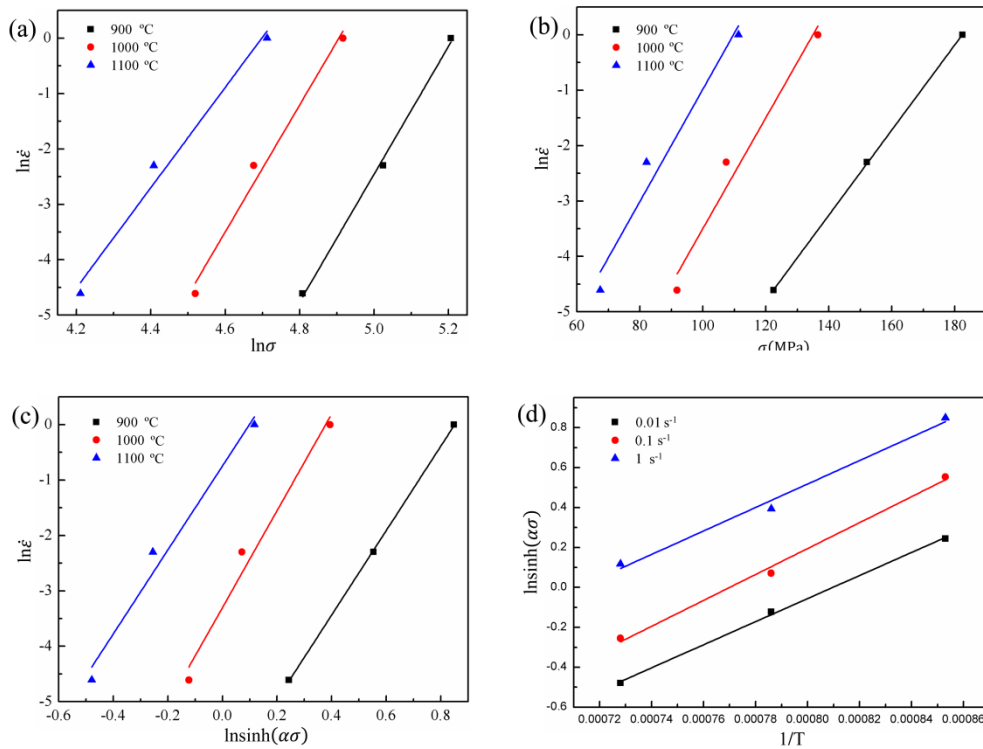 (a)
900 ºC
1000 ºC
1100 ºC
0
-1
-2
-3
-4
-5
lnε̇
4.2 4.4 4.6 4.8 5.0 5.2
lnσ
(b)
900 ºC
1000 ºC
1100 ºC
0
-1
-2
-3
-4
-5
lnε̇
60 80 100 120 140 160 180
σ(MPa)
(c)
900 ºC
1000 ºC
1100 ºC
0
-1
-2
-3
-4
-5
lnε̇
-0.6 -0.4 -0.2 0.0 0.2 0.4 0.6 0.8
lnsinh(ασ)
(d)
0.01 s⁻¹
0.1 s⁻¹
1 s⁻¹
0.8
0.6
0.4
0.2
0.0
-0.2
-0.4
-0.6
lnsinh(ασ)
0.00072 0.00074 0.00076 0.00078 0.00080 0.00082 0.00084 0.00086
1/T